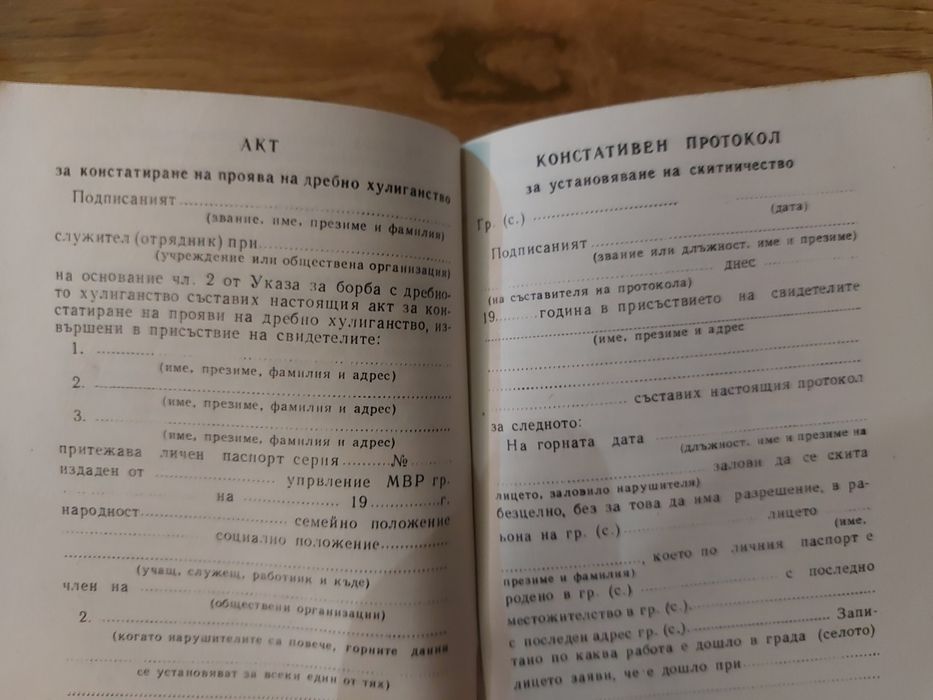 АКТ
за констатиране на проява на дребно хулиганство
Подписаният ..............................
(звание, име, презиме и фамилия)
служител (отрядник) при..............................
(учреждение или обществена организация)
на основание чл. 2 от Указа за борба с дребно-
то хулиганство съставих настоящия акт за кон-
статиране на прояви на дребно хулиганство, из-
вършени в присъствие на свидетелите:
1. ..............................
(име, презиме, фамилия и адрес)
2. ..............................
(име, презиме, фамилия и адрес)
3. ..............................
(име, презиме, фамилия и адрес)
притежава личен паспорт серия ..........№ ..........
издаден от .............................. упрвление МВР гр.
.............................. на .................... 19 ..............г.
народност.............................. семейно положение
.............................. социално положение....................
..............................
(учащ, служещ, работник и къде)
член на ..............................
(обществени организации)
2. ..............................
(когато нарушителите са повече, горните данни
..............................
се установяват за всеки един от тях)
КОНСТАТИВЕН ПРОТОКОЛ
за установяване на скитничество
Гр. (с.) .............................. ....................
(дата)
Подписаният ..............................
(звание или длъжност, име и презиме)
.............................. днес ....................
(на съставителя на протокола)
19..........година в присъствието на свидетелите
..............................
(име, презиме и адрес
..............................
.............................. съставих настоящия протокол
за следното:
На горната дата ..............................
(длъжност, име и презиме на
.............................. залови да се скита
лицето, заловило нарушителя)
безцелно, без за това да има разрешение, в ра-
йона на гр. (с.) .............................. лицето ..........
(име,
.............................., което по личния паспорт е
презиме и фамилия)
родено в гр. (с.) .............................. с последно
местожителство в гр. (с.)..............................
с последен адрес гр. (с.).............................. Запи-
тано по каква работа е дошло в града (селото)
лицето заяви, че е дошло при....................